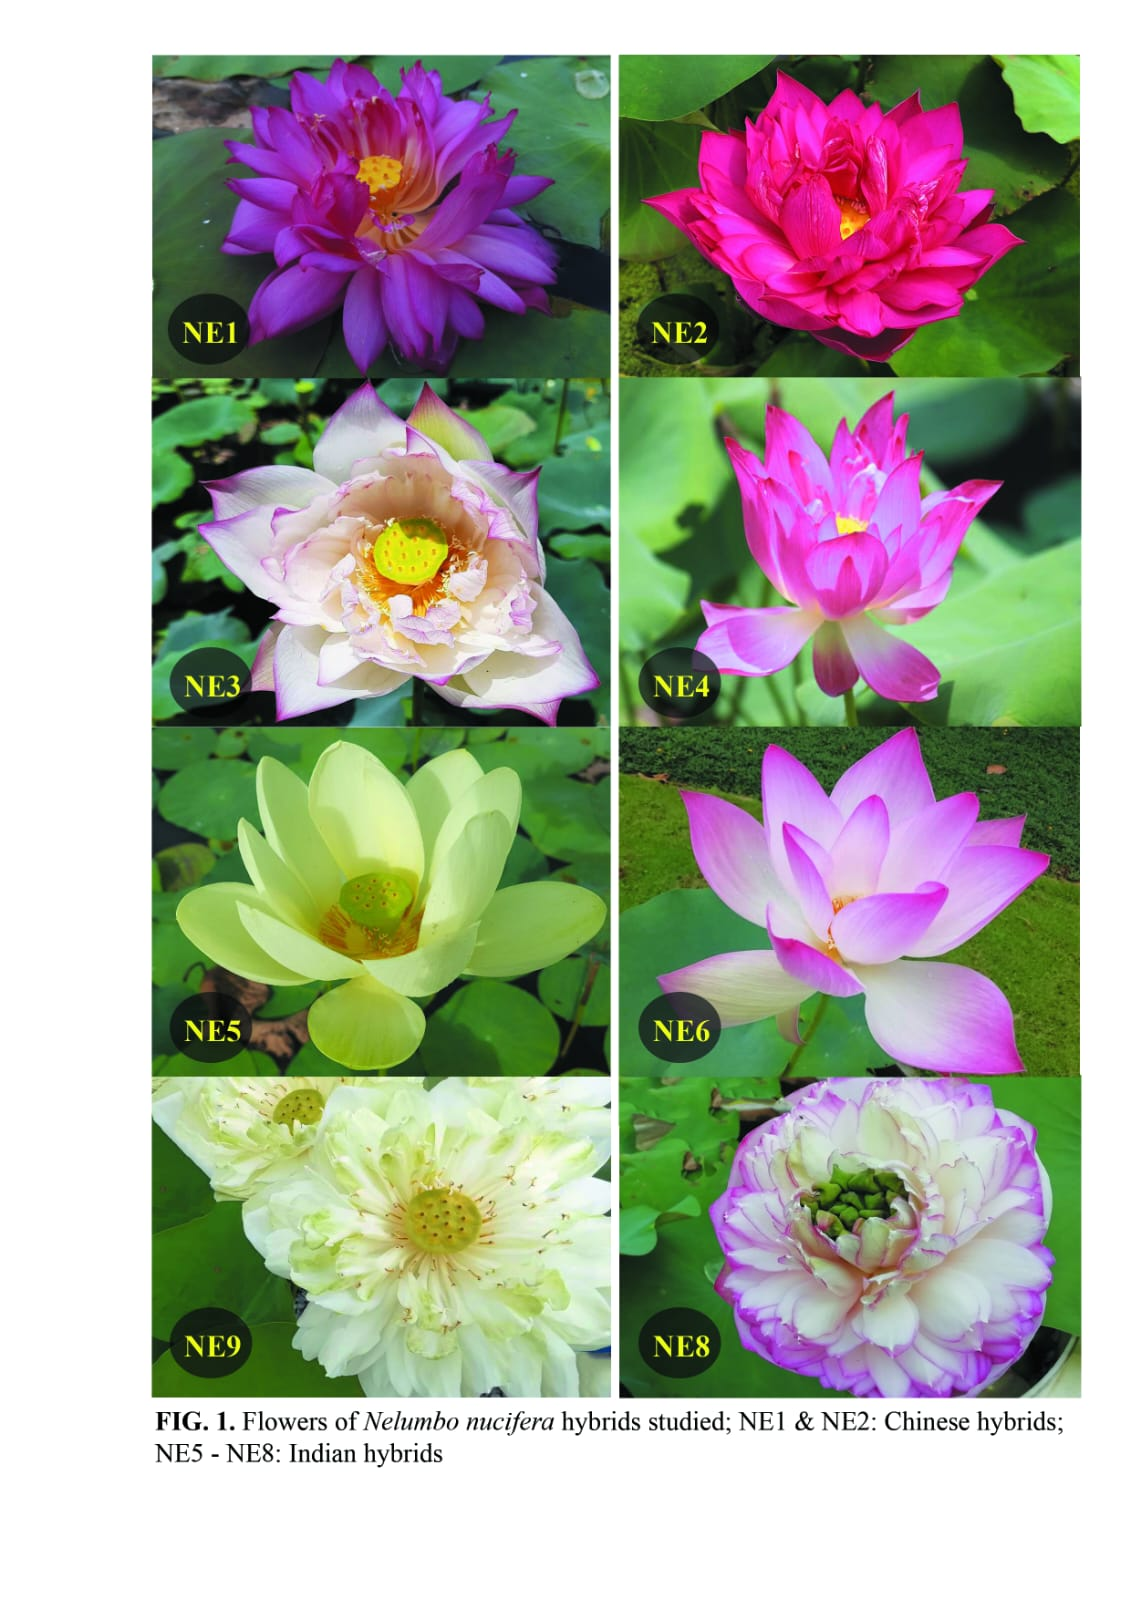 NE1
NE2
NE3
NE4
NE5
NE6
NE9
NE8
FIG. 1. Flowers of Nelumbo nucifera hybrids studied; NE1 & NE2: Chinese hybrids;
NE5 - NE8: Indian hybrids